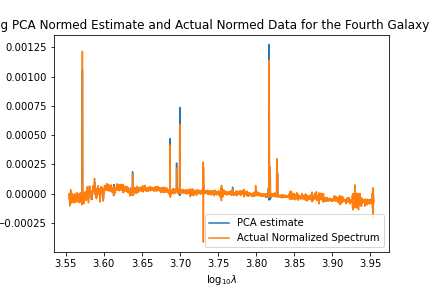 g PCA Normed Estimate and Actual Normed Data for the Fourth Galaxy
0.00125
0.00100
0.00075
0.00050
0.00025
0.00000
−0.00025
PCA estimate
Actual Normalized Spectrum
3.55 3.60 3.65 3.70 3.75 3.80 3.85 3.90 3.95
log₁₀λ